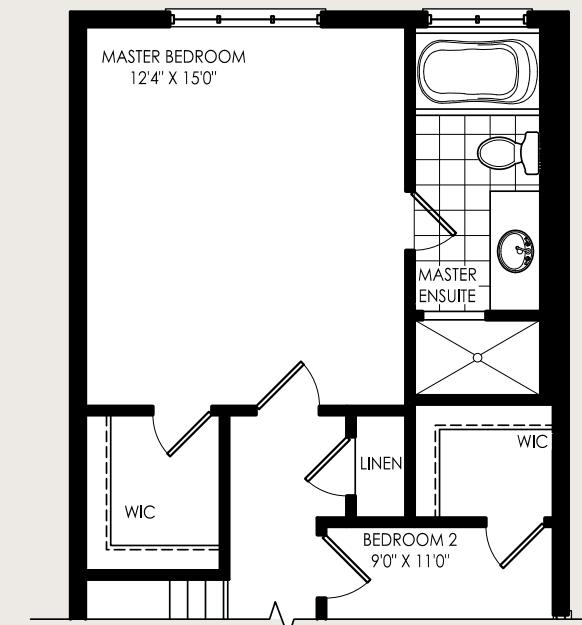 MASTER BEDROOM
12'4" X 15'0"
MASTER
ENSUITE
WIC
LINEN
WIC
BEDROOM 2
9'0" X 11'0"